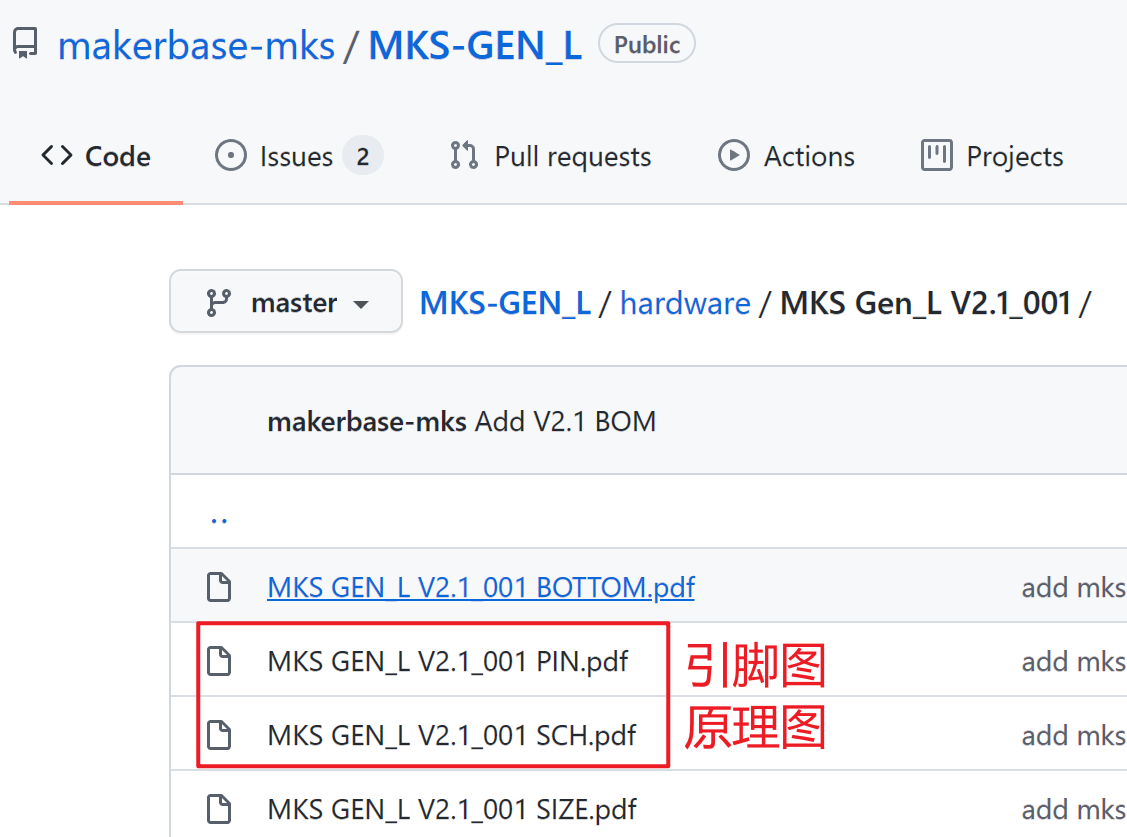 makerbase-mks / MKS-GEN_L Public
Code Issues 2 Pull requests Actions Projects
master MKS-GEN_L / hardware / MKS Gen_L V2.1_001 /
makerbase-mks Add V2.1 BOM
..
MKS GEN_L V2.1_001 BOTTOM.pdf add mks
MKS GEN_L V2.1_001 PIN.pdf 引脚图 add mks
MKS GEN_L V2.1_001 SCH.pdf 原理图 add mks
MKS GEN_L V2.1_001 SIZE.pdf add mks